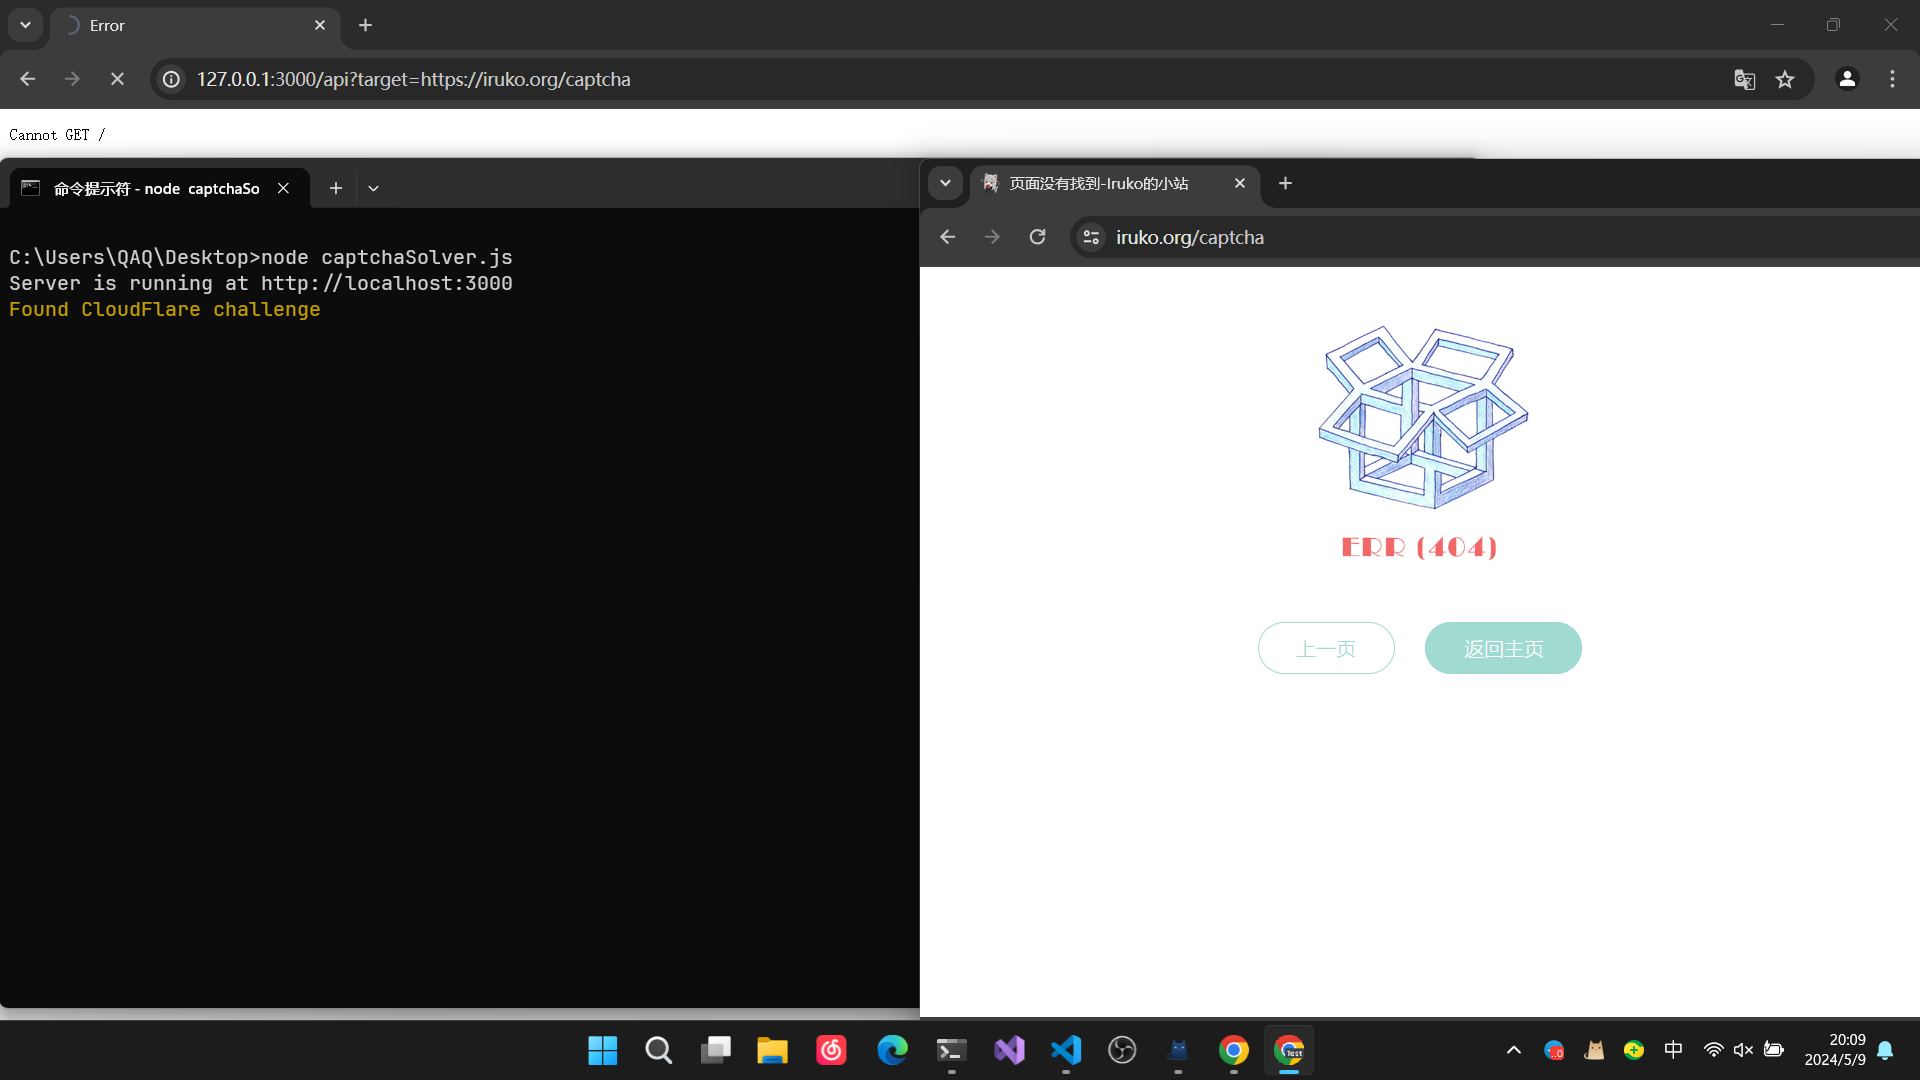 Error
127.0.0.1:3000/api?target=https://iruko.org/captcha
Cannot GET /
命令提示符 - node  captchaSo
C:\Users\QAQ\Desktop>node captchaSolver.js
Server is running at http://localhost:3000
Found CloudFlare challenge
页面没有找到-Iruko的小站
iruko.org/captcha
ERR (404)
上一页
返回主页
Test
中
20:09
2024/5/9